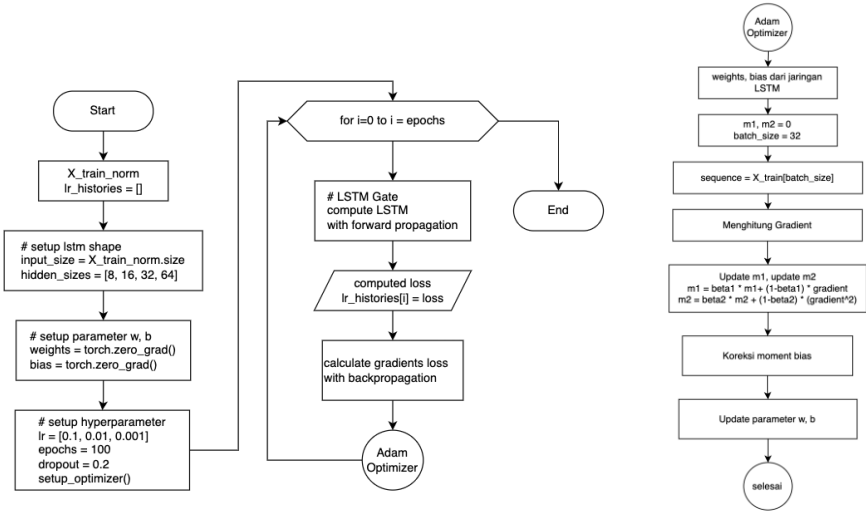 Start
X_train_norm
lr_histories = []
# setup lstm shape
input_size = X_train_norm.size
hidden_sizes = [8, 16, 32, 64]
# setup parameter w, b
weights = torch.zero_grad()
bias = torch.zero_grad()
# setup hyperparameter
lr = [0.1, 0.01, 0.001]
epochs = 100
dropout = 0.2
setup_optimizer()
for i=0 to i = epochs
# LSTM Gate
compute LSTM
with forward propagation
computed loss
lr_histories[i] = loss
calculate gradients loss
with backpropagation
Adam
Optimizer
End
Adam
Optimizer
weights, bias dari jaringan
LSTM
m1, m2 = 0
batch_size = 32
sequence = X_train[batch_size]
Menghitung Gradient
Update m1, update m2
m1 = beta1 * m1+ (1-beta1) * gradient
m2 = beta2 * m2 + (1-beta2) * (gradient^2)
Koreksi moment bias
Update parameter w, b
selesai